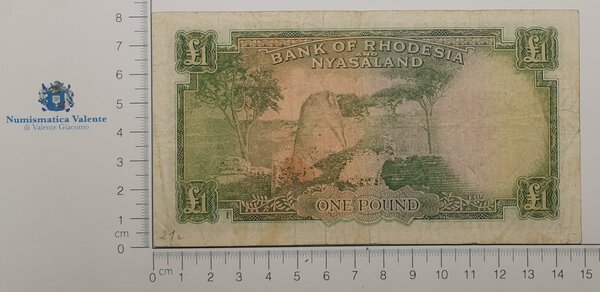 8
7
6
5
4
3
2
1
cm
0
Numismatica Valente
di Valente Giacomo
£1
£1
BANK OF RHODESIA
AND
NYASALAND
£1
£1
ONE POUND
21a
0 cm 1 2 3 4 5 6 7 8 9 10 11 12 13 14 15